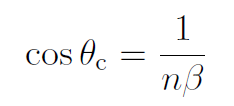 cos θ_c = 1/(nβ)